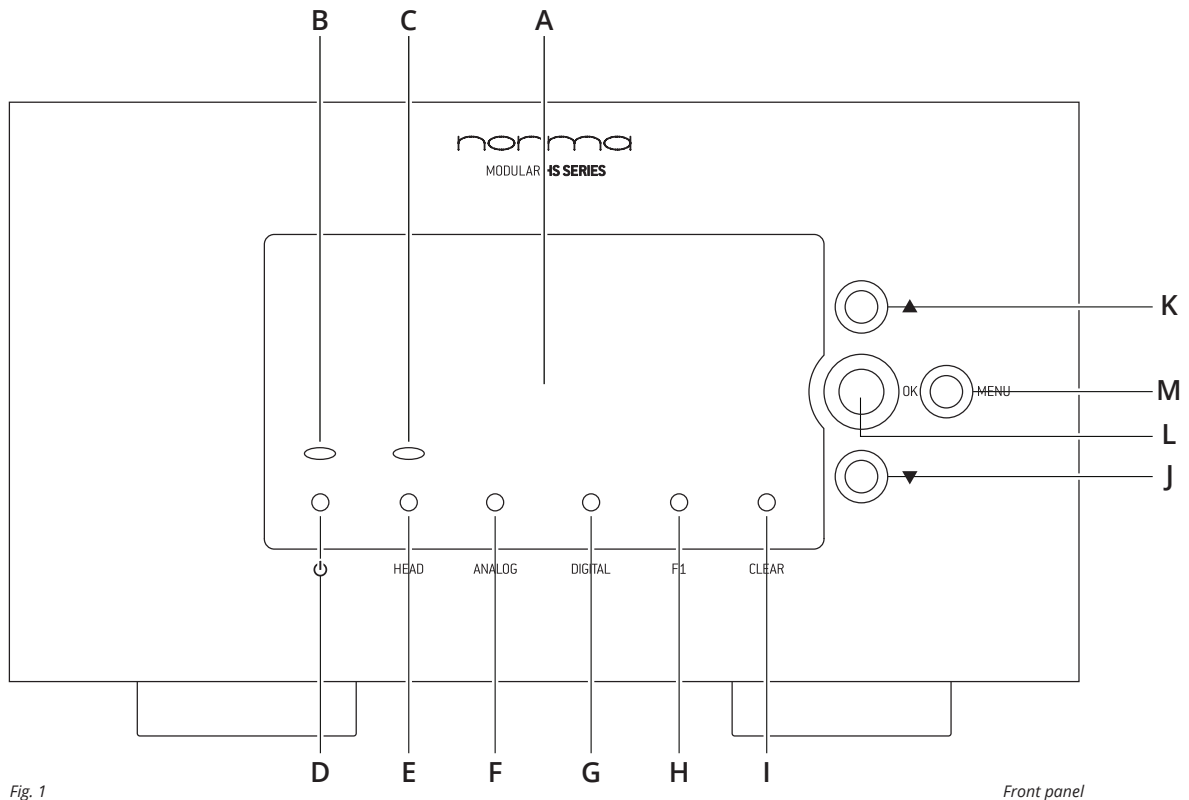 B C A
norma
MODULAR HS SERIES
K
▲
OK MENU M
L
▼ J
HEAD ANALOG DIGITAL F1 CLEAR
D E F G H I
Fig. 1 Front panel